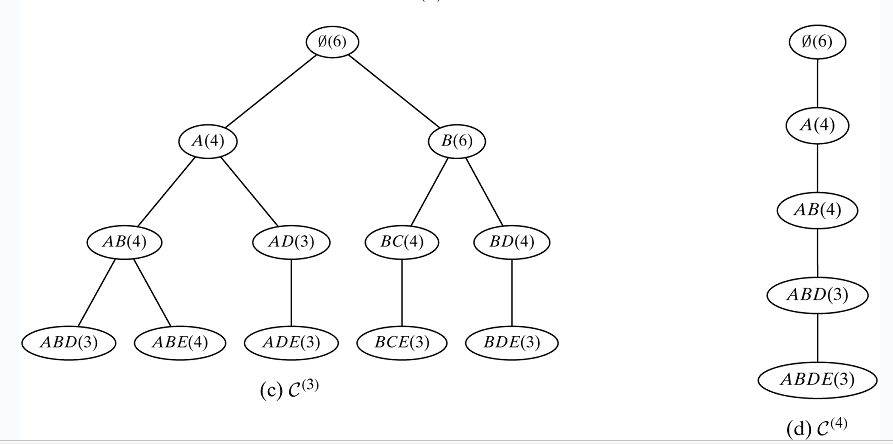 ∅(6)
A(4) B(6)
AB(4) AD(3) BC(4) BD(4)
ABD(3) ABE(4) ADE(3) BCE(3) BDE(3)
(c) 𝒞⁽³⁾
∅(6)
A(4)
AB(4)
ABD(3)
ABDE(3)
(d) 𝒞⁽⁴⁾